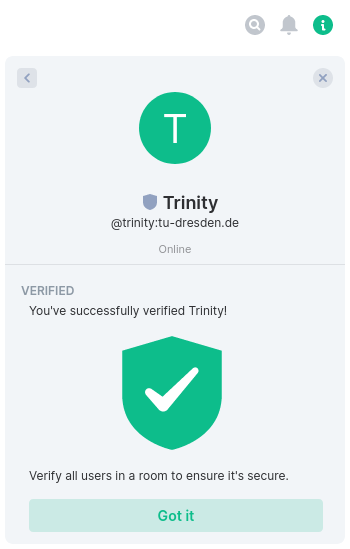 T
Trinity
@trinity:tu-dresden.de
Online
VERIFIED
You've successfully verified Trinity!
Verify all users in a room to ensure it's secure.
Got it